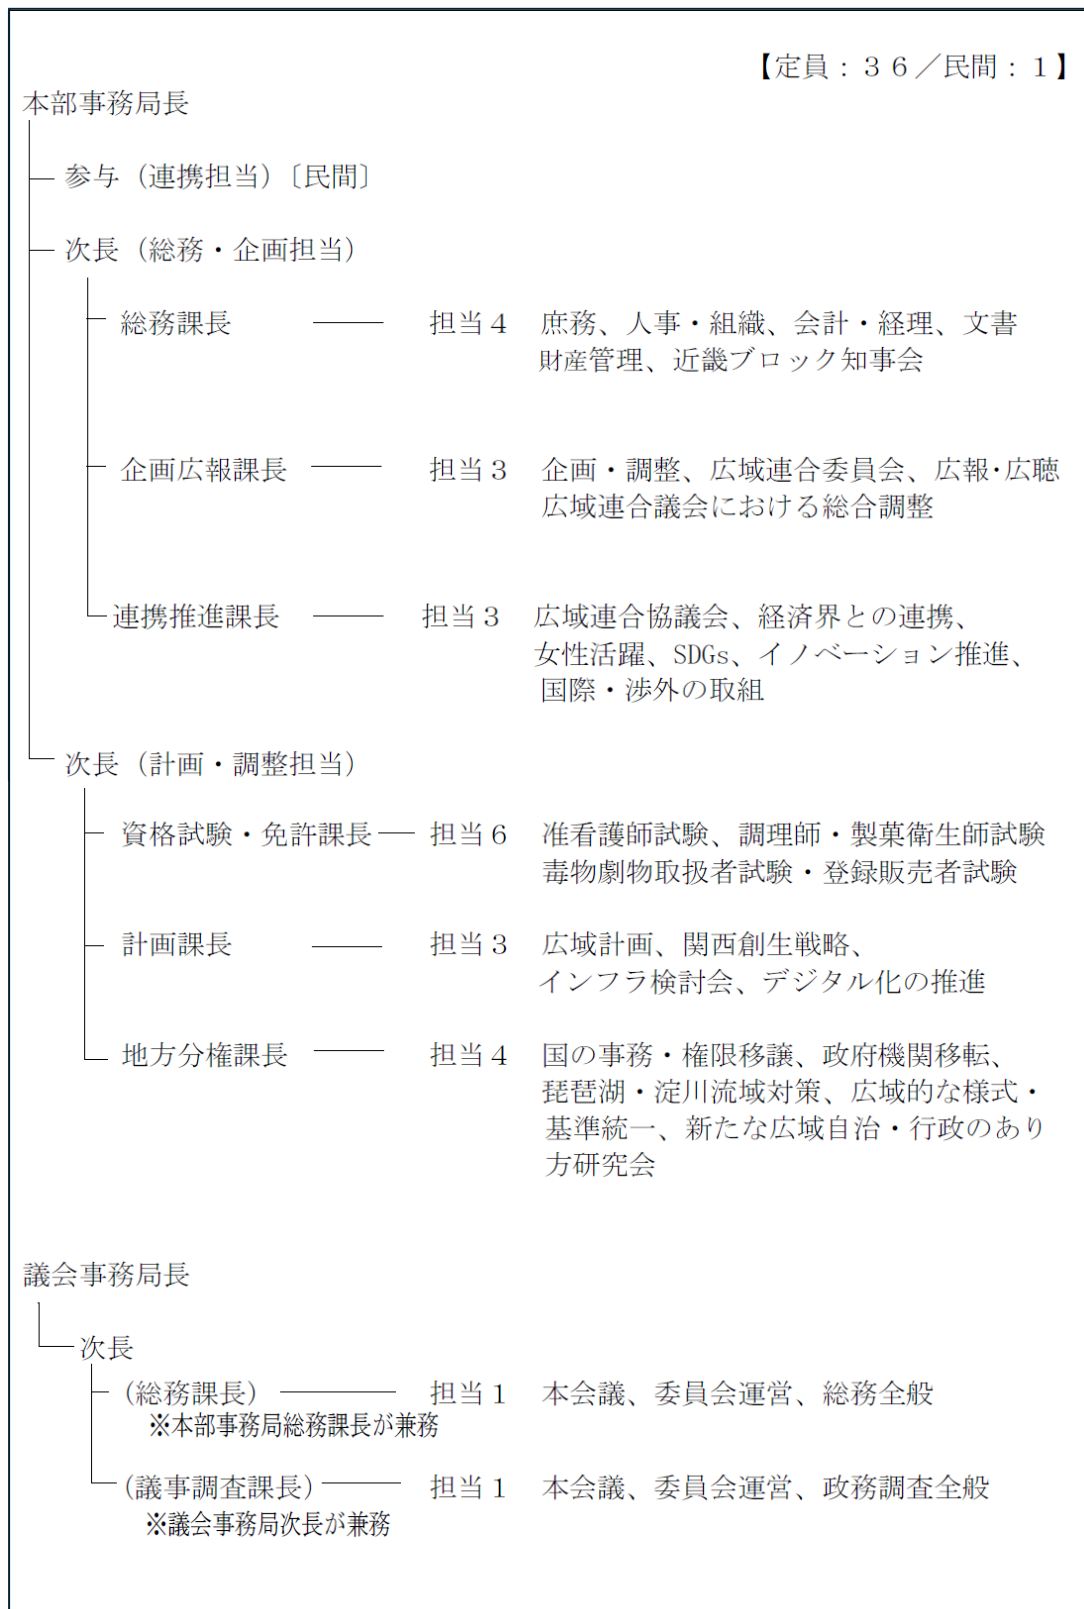 【定員：３６／民間：１】
本部事務局長
参与（連携担当）〔民間〕
次長（総務・企画担当）
総務課長 担当４ 庶務、人事・組織、会計・経理、文書
財産管理、近畿ブロック知事会
企画広報課長 担当３ 企画・調整、広域連合委員会、広報・広聴
広域連合議会における総合調整
連携推進課長 担当３ 広域連合協議会、経済界との連携、
女性活躍、SDGs、イノベーション推進、
国際・渉外の取組
次長（計画・調整担当）
資格試験・免許課長 担当６ 准看護師試験、調理師・製菓衛生師試験
毒物劇物取扱者試験・登録販売者試験
計画課長 担当３ 広域計画、関西創生戦略、
インフラ検討会、デジタル化の推進
地方分権課長 担当４ 国の事務・権限移譲、政府機関移転、
琵琶湖・淀川流域対策、広域的な様式・
基準統一、新たな広域自治・行政のあり
方研究会
議会事務局長
次長
（総務課長） 担当１ 本会議、委員会運営、総務全般
※本部事務局総務課長が兼務
（議事調査課長） 担当１ 本会議、委員会運営、政務調査全般
※議会事務局次長が兼務